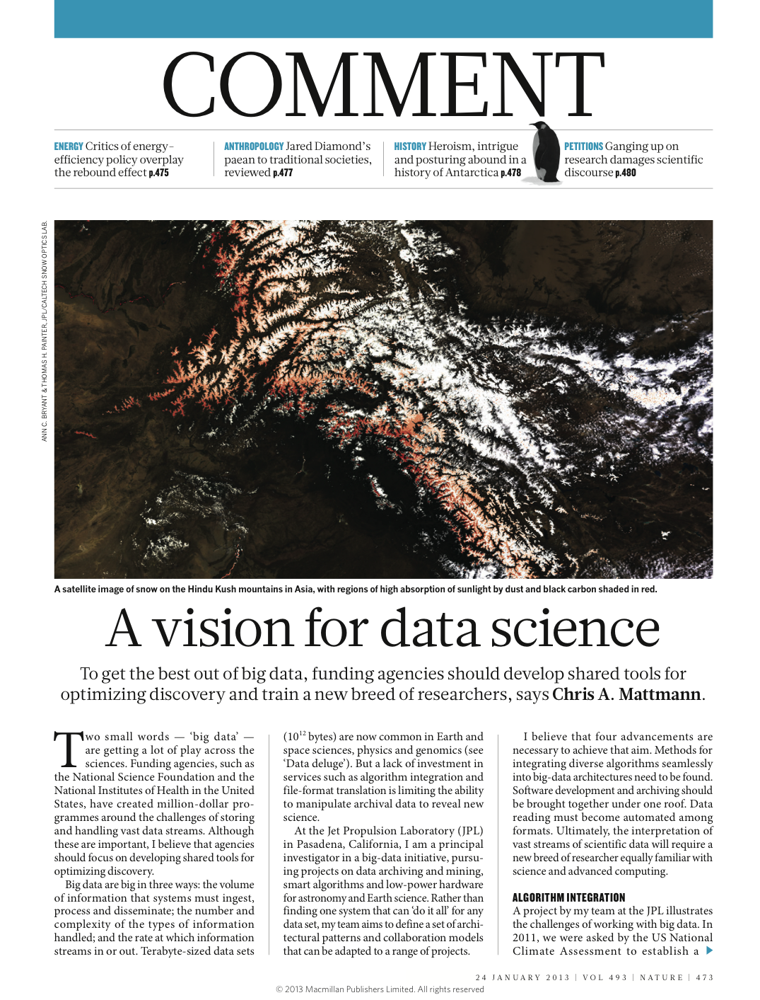 COMMENT
ENERGY Critics of energy-
efficiency policy overplay
the rebound effect p.475
ANTHROPOLOGY Jared Diamond’s
paean to traditional societies,
reviewed p.477
HISTORY Heroism, intrigue
and posturing abound in a
history of Antarctica p.478
PETITIONS Ganging up on
research damages scientific
discourse p.480
ANN C. BRYANT & THOMAS H. PAINTER, JPL/CALTECH SNOW OPTICS LAB.
A satellite image of snow on the Hindu Kush mountains in Asia, with regions of high absorption of sunlight by dust and black carbon shaded in red.
A vision for data science
To get the best out of big data, funding agencies should develop shared tools for
optimizing discovery and train a new breed of researchers, says Chris A. Mattmann.
Two small words — ‘big data’ —
are getting a lot of play across the
sciences. Funding agencies, such as
the National Science Foundation and the
National Institutes of Health in the United
States, have created million-dollar pro-
grammes around the challenges of storing
and handling vast data streams. Although
these are important, I believe that agencies
should focus on developing shared tools for
optimizing discovery.
Big data are big in three ways: the volume
of information that systems must ingest,
process and disseminate; the number and
complexity of the types of information
handled; and the rate at which information
streams in or out. Terabyte-sized data sets
(10¹² bytes) are now common in Earth and
space sciences, physics and genomics (see
‘Data deluge’). But a lack of investment in
services such as algorithm integration and
file-format translation is limiting the ability
to manipulate archival data to reveal new
science.
At the Jet Propulsion Laboratory (JPL)
in Pasadena, California, I am a principal
investigator in a big-data initiative, pursu-
ing projects on data archiving and mining,
smart algorithms and low-power hardware
for astronomy and Earth science. Rather than
finding one system that can ‘do it all’ for any
data set, my team aims to define a set of archi-
tectural patterns and collaboration models
that can be adapted to a range of projects.
I believe that four advancements are
necessary to achieve that aim. Methods for
integrating diverse algorithms seamlessly
into big-data architectures need to be found.
Software development and archiving should
be brought together under one roof. Data
reading must become automated among
formats. Ultimately, the interpretation of
vast streams of scientific data will require a
new breed of researcher equally familiar with
science and advanced computing.
ALGORITHM INTEGRATION
A project by my team at the JPL illustrates
the challenges of working with big data. In
2011, we were asked by the US National
Climate Assessment to establish a
24 JANUARY 2013 | VOL 493 | NATURE | 473
© 2013 Macmillan Publishers Limited. All rights reserved